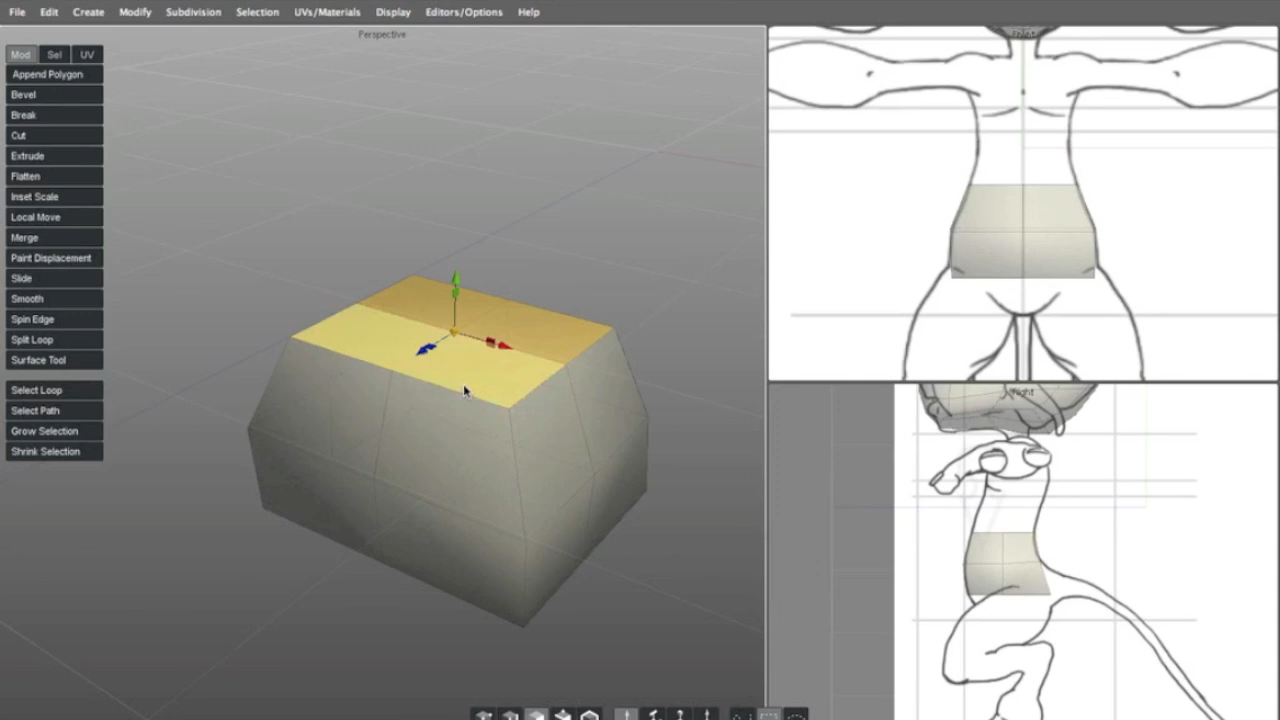 File Edit Create Modify Subdivision Selection UVs/Materials Display Editors/Options Help
Perspective
Mod Sel UV
Append Polygon
Bevel
Break
Cut
Extrude
Flatten
Inset Scale
Local Move
Merge
Paint Displacement
Slide
Smooth
Spin Edge
Split Loop
Surface Tool
Select Loop
Select Path
Grow Selection
Shrink Selection
Right